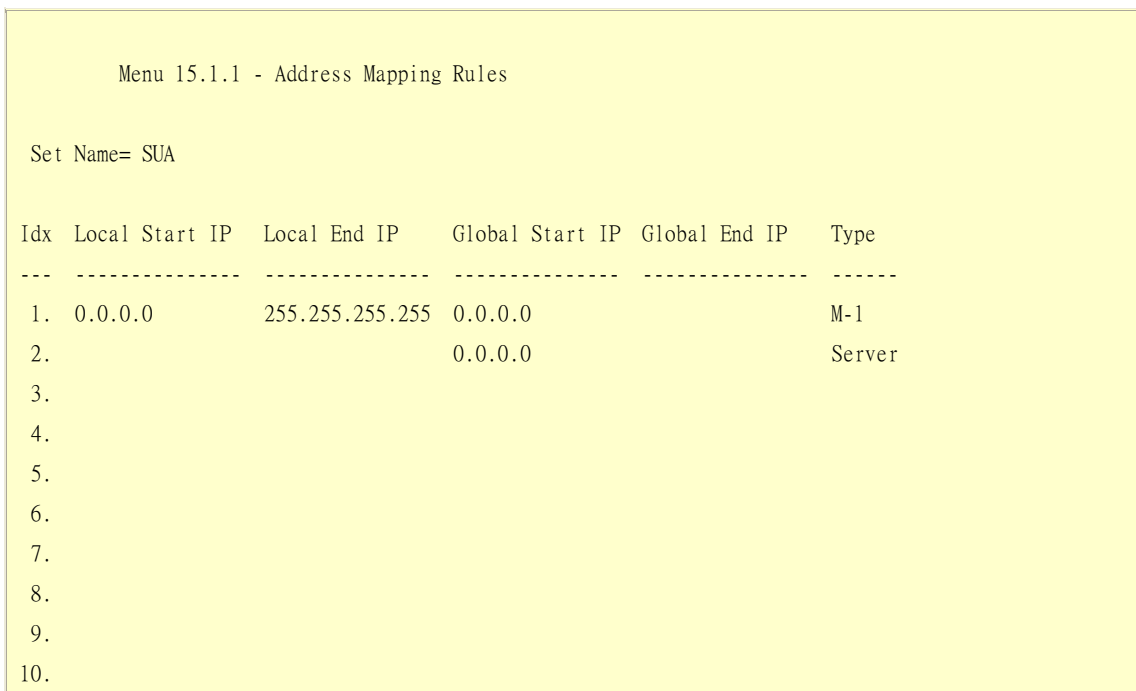 Menu 15.1.1 - Address Mapping Rules
Set Name= SUA
Idx  Local Start IP   Local End IP     Global Start IP  Global End IP    Type
---  ---------------  ---------------  ---------------  ---------------  ------
1.  0.0.0.0          255.255.255.255  0.0.0.0                           M-1
2.                                    0.0.0.0                           Server
3.
4.
5.
6.
7.
8.
9.
10.